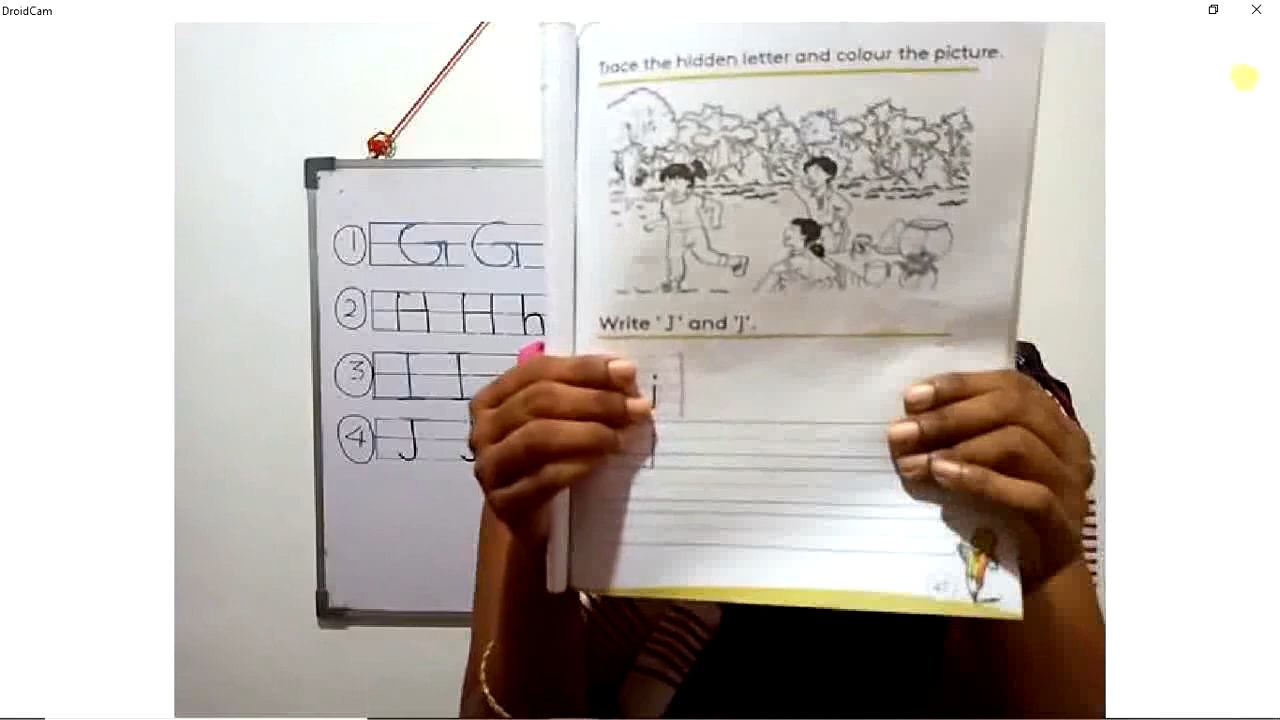 DroidCam
Trace the hidden letter and colour the picture.
1 G G
2 H H h
3 I I
4 J J
Write 'J' and 'j'.
j